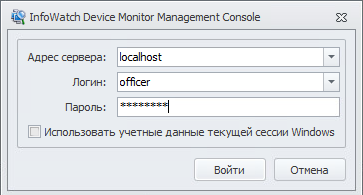 InfoWatch Device Monitor Management Console
Адрес сервера: localhost
Логин: officer
Пароль: ********
Использовать учетные данные текущей сессии Windows
Войти Отмена